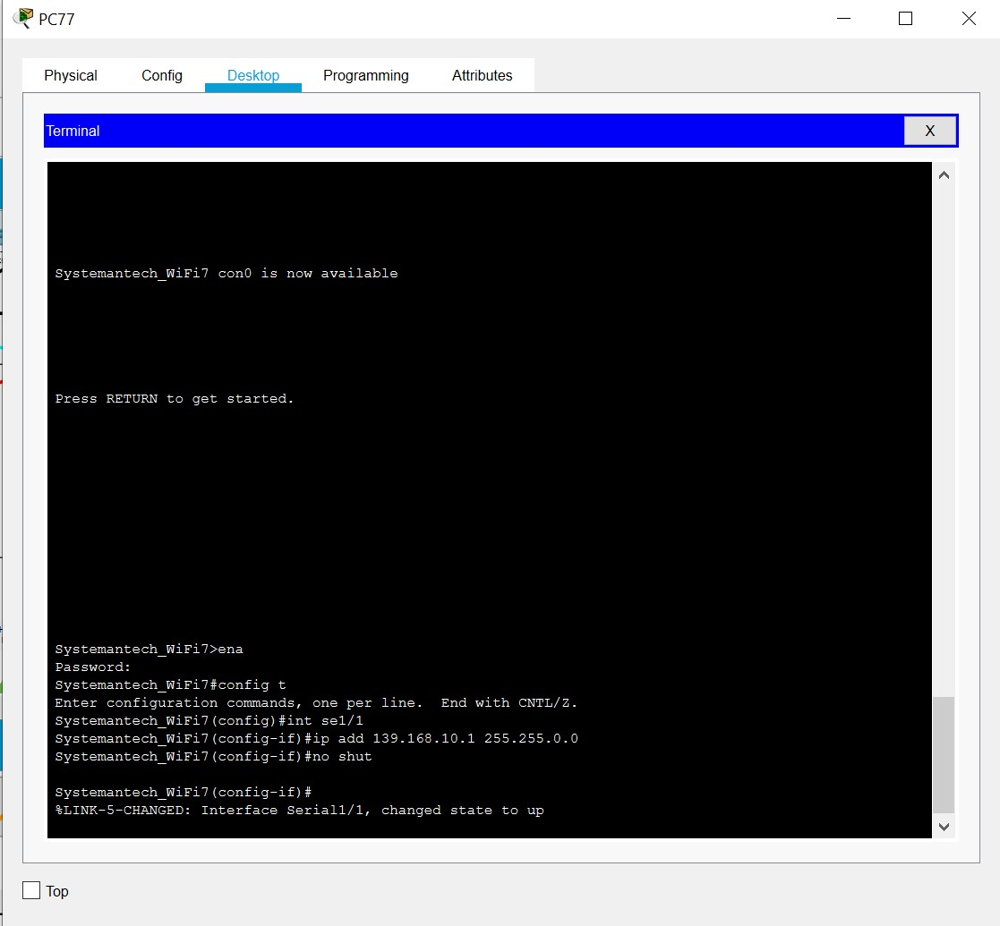 PC77
Physical Config Desktop Programming Attributes
Terminal X
Systemantech_WiFi7 con0 is now available
Press RETURN to get started.
Systemantech_WiFi7>ena
Password:
Systemantech_WiFi7#config t
Enter configuration commands, one per line.  End with CNTL/Z.
Systemantech_WiFi7(config)#int se1/1
Systemantech_WiFi7(config-if)#ip add 139.168.10.1 255.255.0.0
Systemantech_WiFi7(config-if)#no shut
Systemantech_WiFi7(config-if)#
%LINK-5-CHANGED: Interface Serial1/1, changed state to up
Top